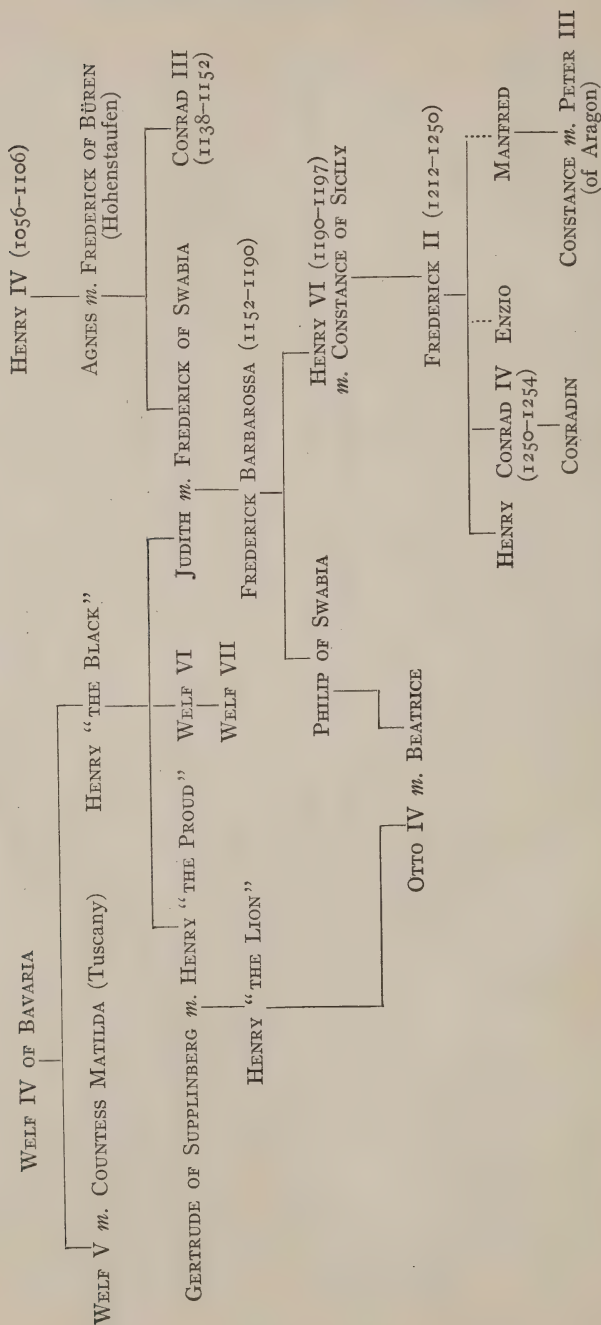 WELF IV OF BAVARIA
HENRY IV (1056–1106)
WELF V m. COUNTESS MATILDA (Tuscany)
HENRY “THE BLACK”
AGNES m. FREDERICK OF BÜREN
(Hohenstaufen)
GERTRUDE OF SUPPLINBERG m. HENRY “THE PROUD”
WELF VI
JUDITH m. FREDERICK OF SWABIA
CONRAD III
(1138–1152)
HENRY “THE LION”
WELF VII
FREDERICK BARBAROSSA (1152–1190)
PHILIP OF SWABIA
HENRY VI (1190–1197)
m. CONSTANCE OF SICILY
OTTO IV m. BEATRICE
FREDERICK II (1212–1250)
HENRY
CONRAD IV
(1250–1254)
ENZIO
MANFRED
CONRADIN
CONSTANCE m. PETER III
(of Aragon)